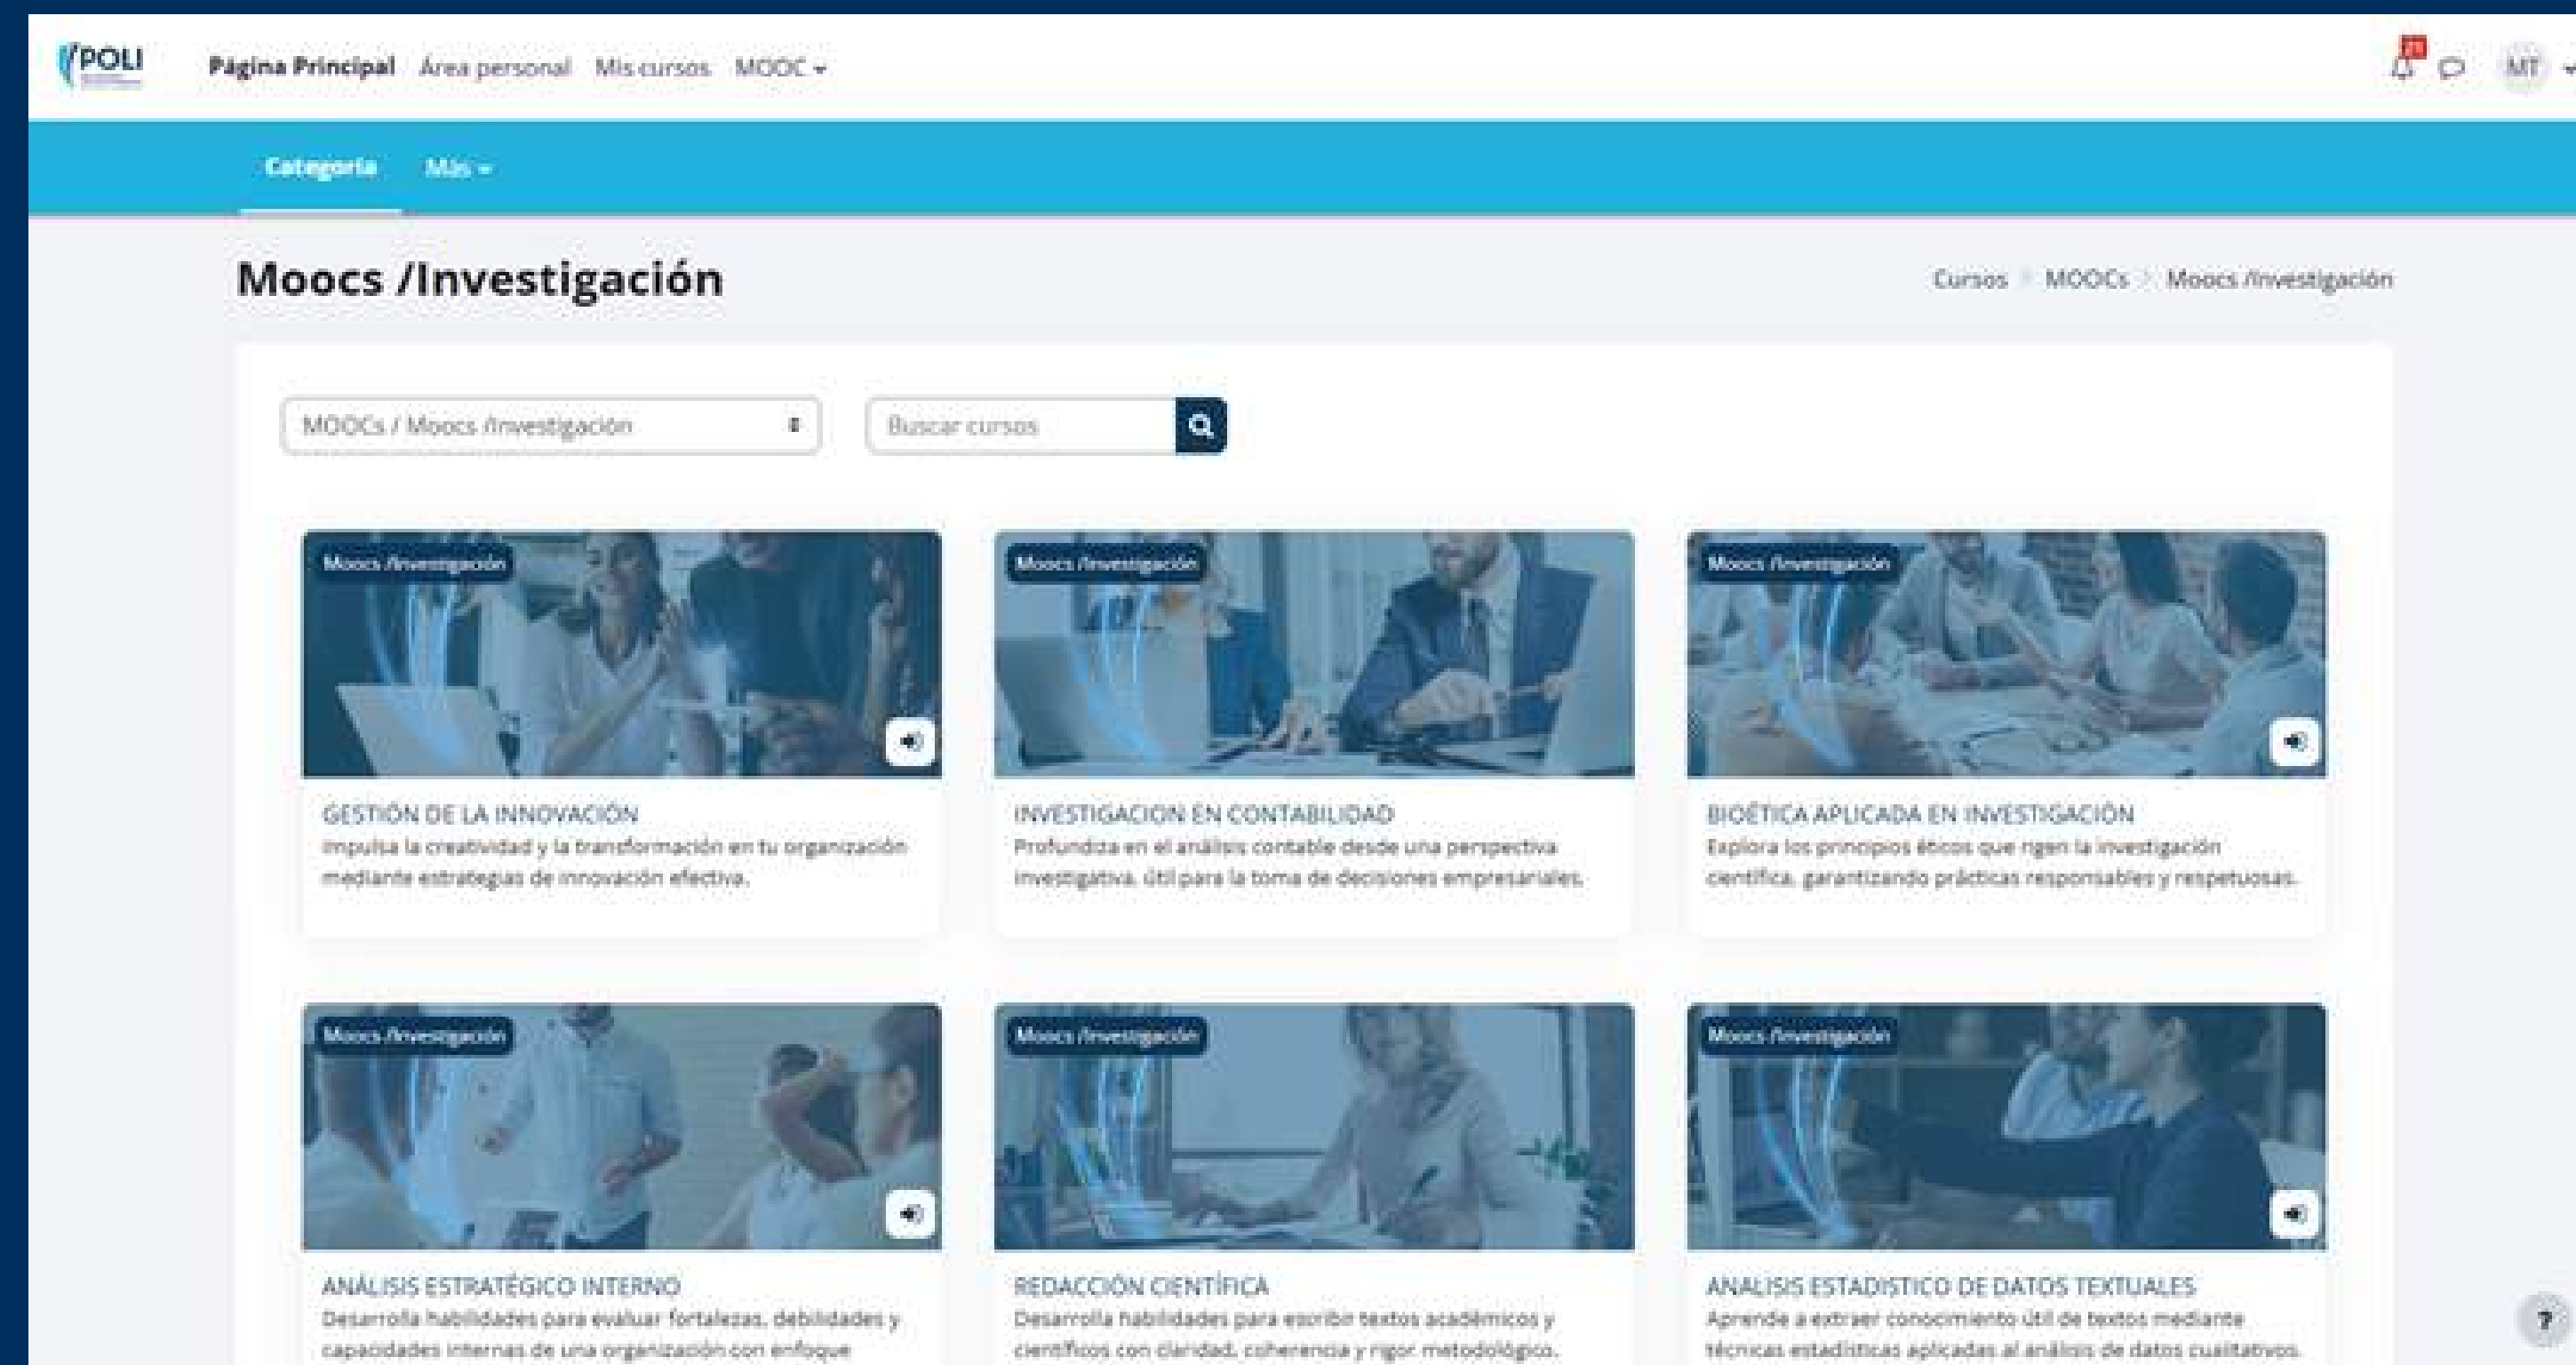 POLI
Página Principal Área personal Mis cursos MOOC
MT
Categoría Más
Moocs /Investigación
Cursos MOOCs Moocs /Investigación
MOOCs / Moocs /Investigación
Buscar cursos
Moocs /Investigación
Moocs /Investigación
Moocs /Investigación
GESTIÓN DE LA INNOVACIÓN
Impulsa la creatividad y la transformación en tu organización
mediante estrategias de innovación efectiva.
INVESTIGACION EN CONTABILIDAD
Profundiza en el análisis contable desde una perspectiva
investigativa, útil para la toma de decisiones empresariales.
BIOÉTICA APLICADA EN INVESTIGACIÓN
Explora los principios éticos que rigen la investigación
científica, garantizando prácticas responsables y respetuosas.
Moocs /Investigación
Moocs /Investigación
Moocs /Investigación
ANÁLISIS ESTRATÉGICO INTERNO
Desarrolla habilidades para evaluar fortalezas, debilidades y
capacidades internas de una organización con enfoque
REDACCIÓN CIENTÍFICA
Desarrolla habilidades para escribir textos académicos y
científicos con claridad, coherencia y rigor metodológico.
ANALISIS ESTADISTICO DE DATOS TEXTUALES
Aprende a extraer conocimiento útil de textos mediante
técnicas estadísticas aplicadas al análisis de datos cualitativos.
?